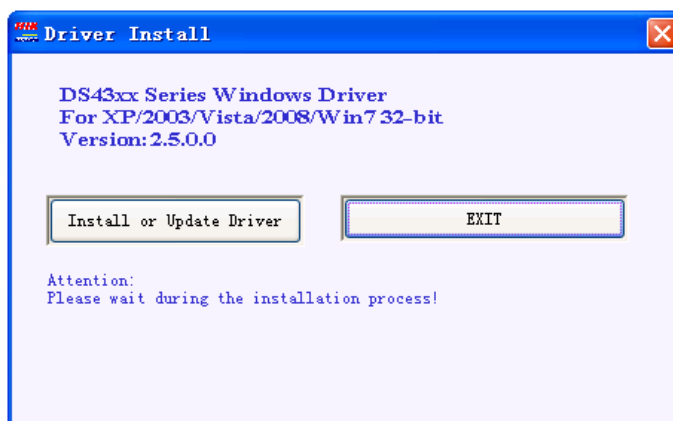 Driver Install
DS43xx Series Windows Driver
For XP/2003/Vista/2008/Win7 32-bit
Version:2.5.0.0
Install or Update Driver
EXIT
Attention:
Please wait during the installation process!